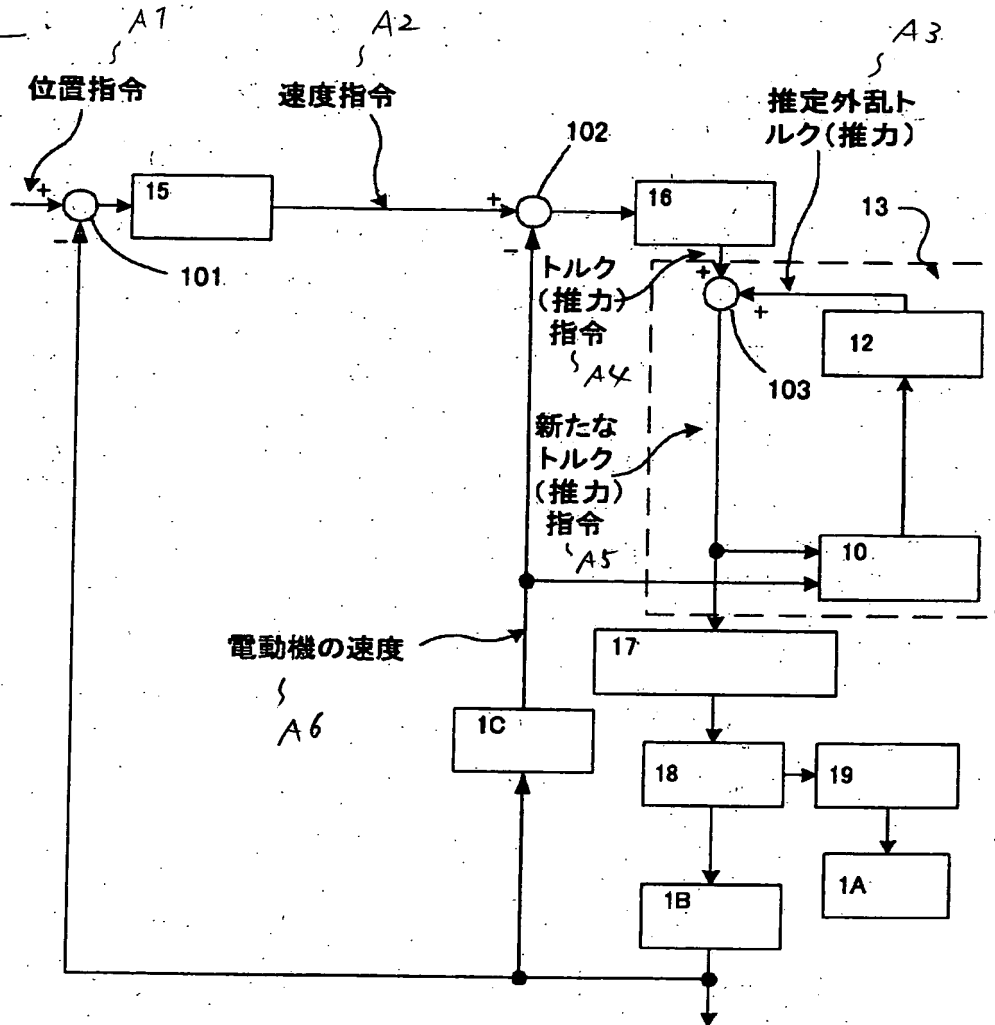 A1
A2
A3
位置指令
速度指令
推定外乱ト
ルク(推力)
102
+
15
+
16
13
-
101
-
トルク
(推力)
指令
A4
+
+
12
103
新たな
トルク
(推力)
指令
A5
10
電動機の速度
A6
17
1C
18
19
1B
1A